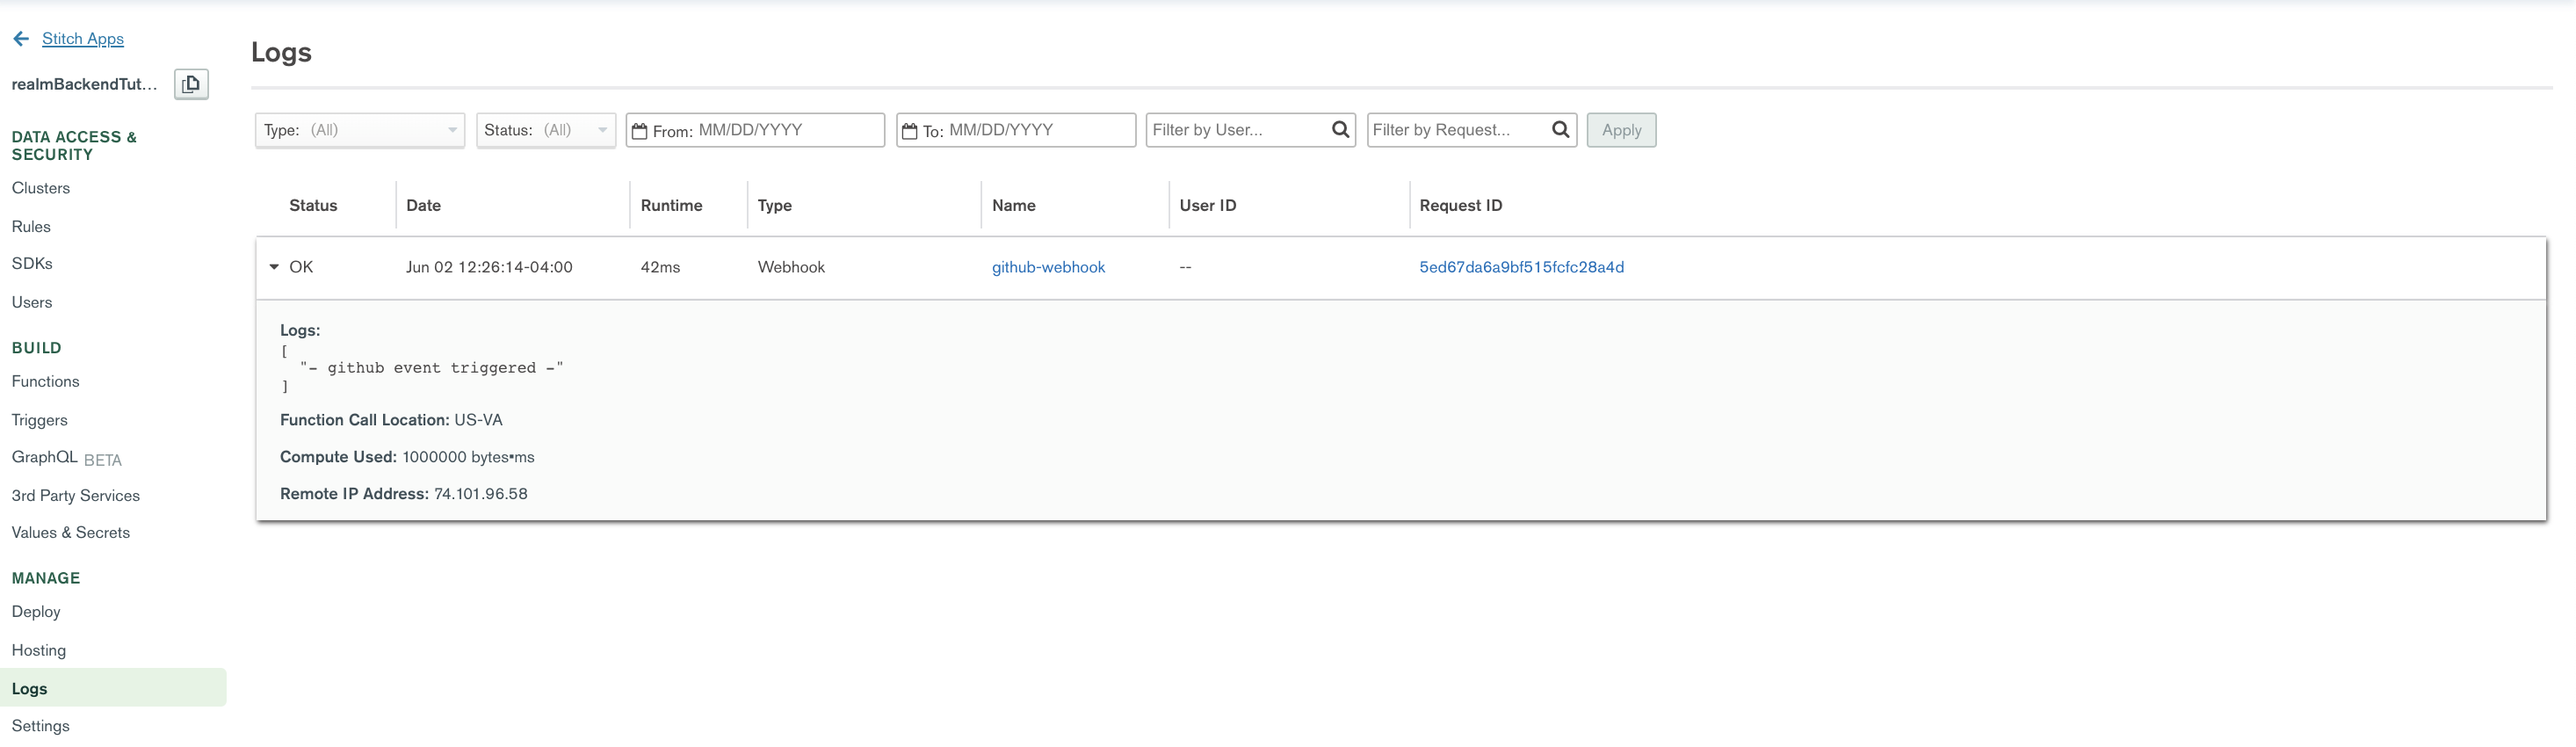 Stitch Apps
realmBackendTut...
DATA ACCESS &
SECURITY
Clusters
Rules
SDKs
Users
BUILD
Functions
Triggers
GraphQL BETA
3rd Party Services
Values & Secrets
MANAGE
Deploy
Hosting
Logs
Settings
Logs
Type: (All) Status: (All) From: MM/DD/YYYY To: MM/DD/YYYY Filter by User... Filter by Request... Apply
Status Date Runtime Type Name User ID Request ID
OK Jun 02 12:26:14-04:00 42ms Webhook github-webhook -- 5ed67da6a9bf515fcfc28a4d
Logs:
[
"- github event triggered -"
]
Function Call Location: US-VA
Compute Used: 1000000 bytes•ms
Remote IP Address: 74.101.96.58